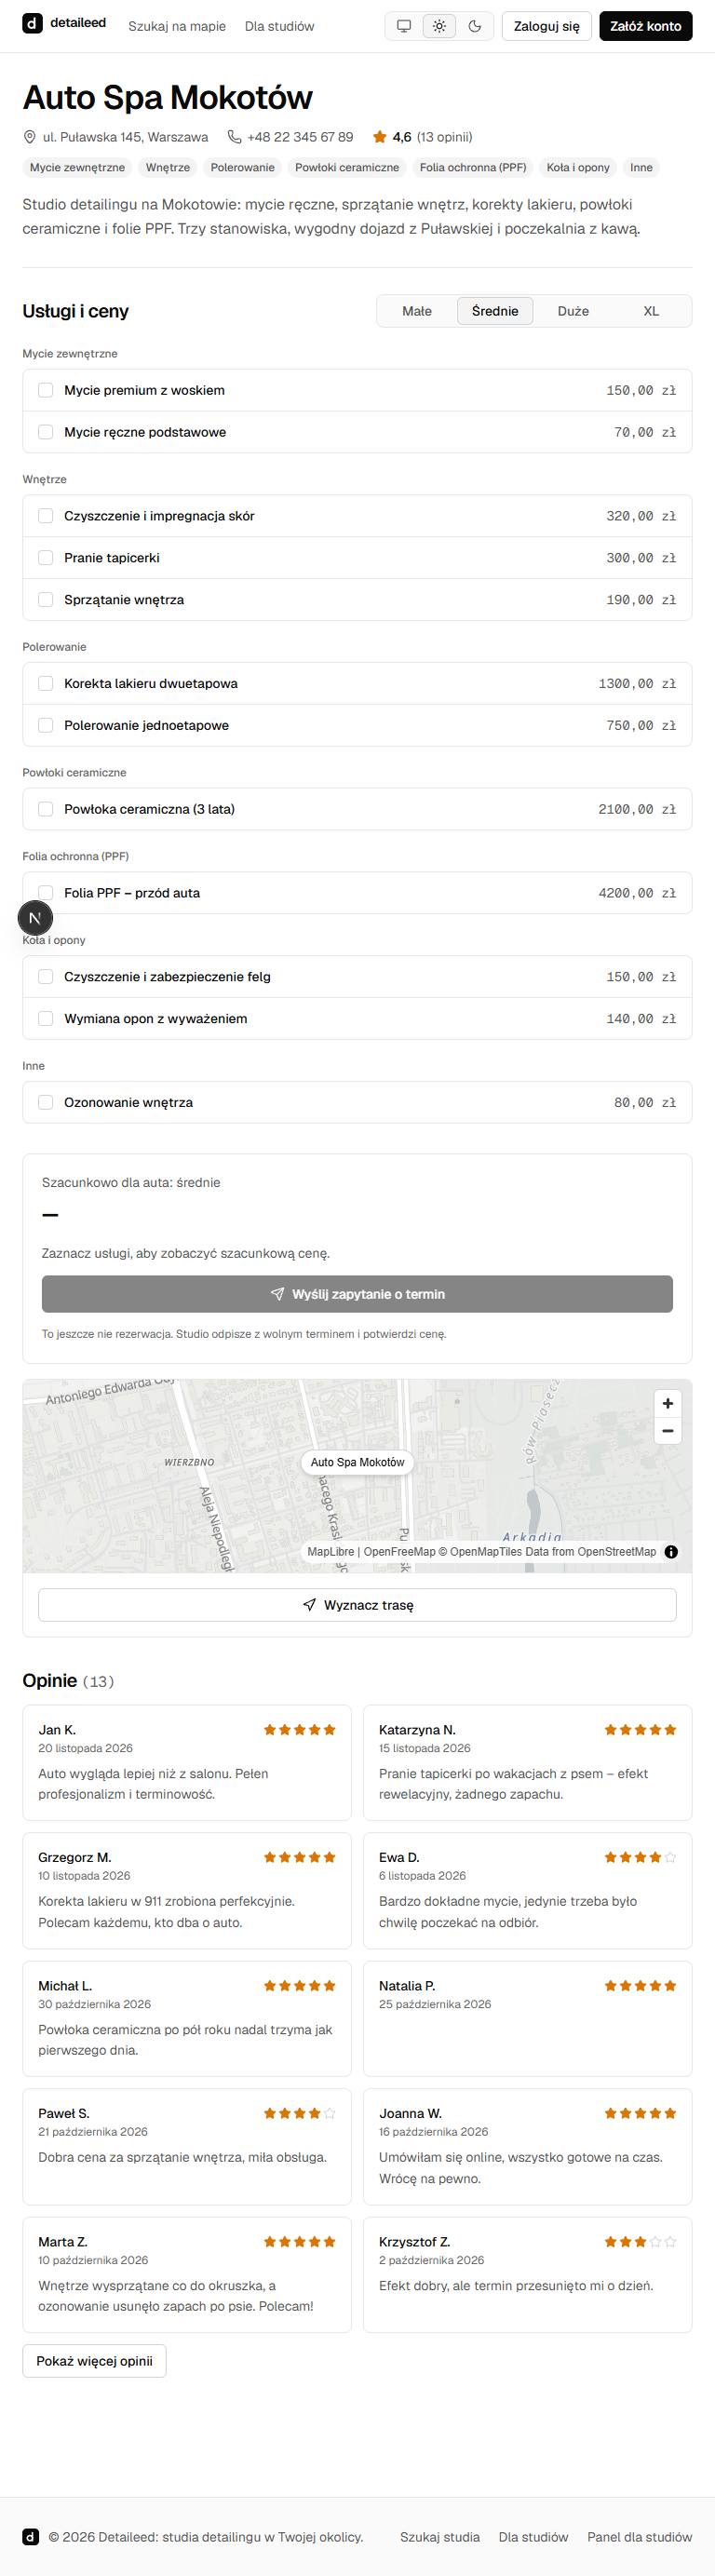 detaileed
Szukaj na mapie
Dla studiów
Zaloguj się
Załóż konto
Auto Spa Mokotów
ul. Puławska 145, Warszawa
+48 22 345 67 89
4,6 (13 opinii)
Mycie zewnętrzne
Wnętrze
Polerowanie
Powłoki ceramiczne
Folia ochronna (PPF)
Koła i opony
Inne
Studio detailingu na Mokotowie: mycie ręczne, sprzątanie wnętrz, korekty lakieru, powłoki
ceramiczne i folie PPF. Trzy stanowiska, wygodny dojazd z Puławskiej i poczekalnia z kawą.
Usługi i ceny
Małe
Średnie
Duże
XL
Mycie zewnętrzne
Mycie premium z woskiem 150,00 zł
Mycie ręczne podstawowe 70,00 zł
Wnętrze
Czyszczenie i impregnacja skór 320,00 zł
Pranie tapicerki 300,00 zł
Sprzątanie wnętrza 190,00 zł
Polerowanie
Korekta lakieru dwuetapowa 1300,00 zł
Polerowanie jednoetapowe 750,00 zł
Powłoki ceramiczne
Powłoka ceramiczna (3 lata) 2100,00 zł
Folia ochronna (PPF)
Folia PPF – przód auta 4200,00 zł
N
Koła i opony
Czyszczenie i zabezpieczenie felg 150,00 zł
Wymiana opon z wyważeniem 140,00 zł
Inne
Ozonowanie wnętrza 80,00 zł
Szacunkowo dla auta: średnie
—
Zaznacz usługi, aby zobaczyć szacunkową cenę.
Wyślij zapytanie o termin
To jeszcze nie rezerwacja. Studio odpisze z wolnym terminem i potwierdzi cenę.
Antoniego Edwarda
WIERZBNO
Auto Spa Mokotów
Arkadia
MapLibre | OpenFreeMap © OpenMapTiles Data from OpenStreetMap
Wyznacz trasę
Opinie (13)
Jan K.
20 listopada 2026
Auto wygląda lepiej niż z salonu. Pełen
profesjonalizm i terminowość.
Katarzyna N.
15 listopada 2026
Pranie tapicerki po wakacjach z psem – efekt
rewelacyjny, żadnego zapachu.
Grzegorz M.
10 listopada 2026
Korekta lakieru w 911 zrobiona perfekcyjnie.
Polecam każdemu, kto dba o auto.
Ewa D.
6 listopada 2026
Bardzo dokładne mycie, jedynie trzeba było
chwilę poczekać na odbiór.
Michał L.
30 października 2026
Powłoka ceramiczna po pół roku nadal trzyma jak
pierwszego dnia.
Natalia P.
25 października 2026
Paweł S.
21 października 2026
Dobra cena za sprzątanie wnętrza, miła obsługa.
Joanna W.
16 października 2026
Umówiłam się online, wszystko gotowe na czas.
Wrócę na pewno.
Marta Z.
10 października 2026
Wnętrze wysprzątane co do okruszka, a
ozonowanie usunęło zapach po psie. Polecam!
Krzysztof Z.
2 października 2026
Efekt dobry, ale termin przesunięto mi o dzień.
Pokaż więcej opinii
© 2026 Detaileed: studia detailingu w Twojej okolicy.
Szukaj studia
Dla studiów
Panel dla studiów